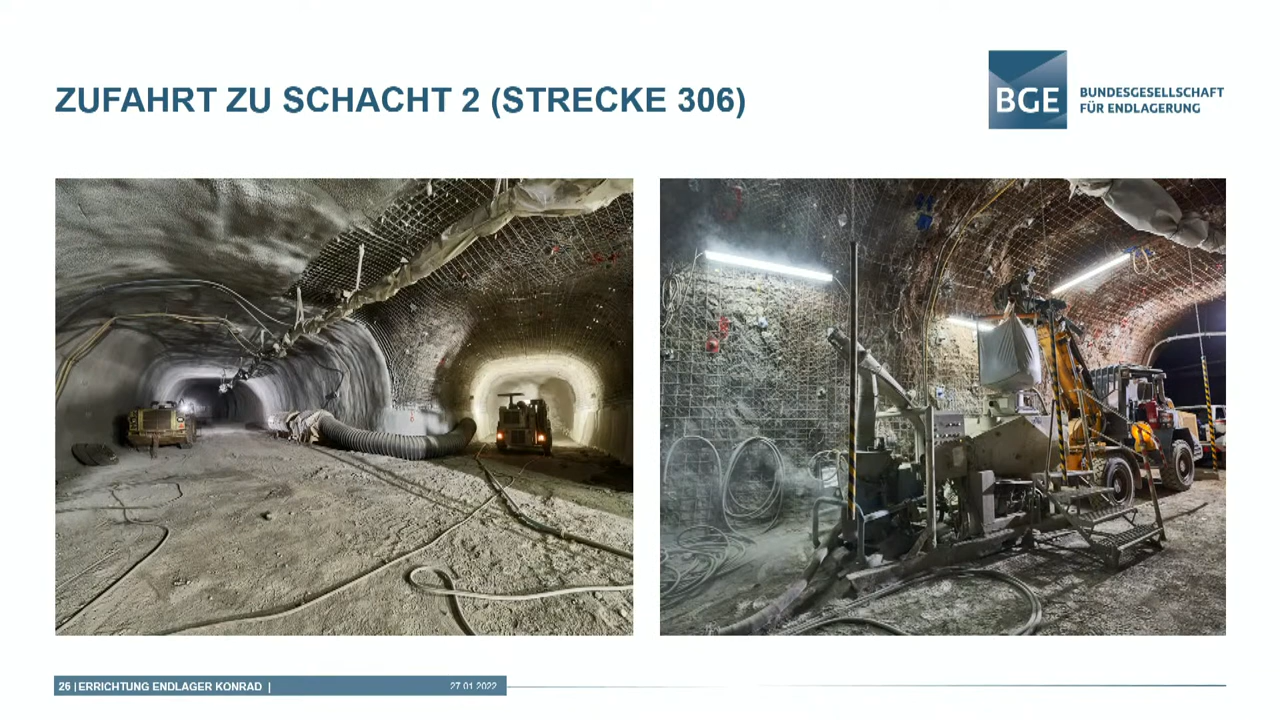 ZUFAHRT ZU SCHACHT 2 (STRECKE 306)
BGE
BUNDESGESELLSCHAFT
FÜR ENDLAGERUNG
26 | ERRICHTUNG ENDLAGER KONRAD |
27.01.2022